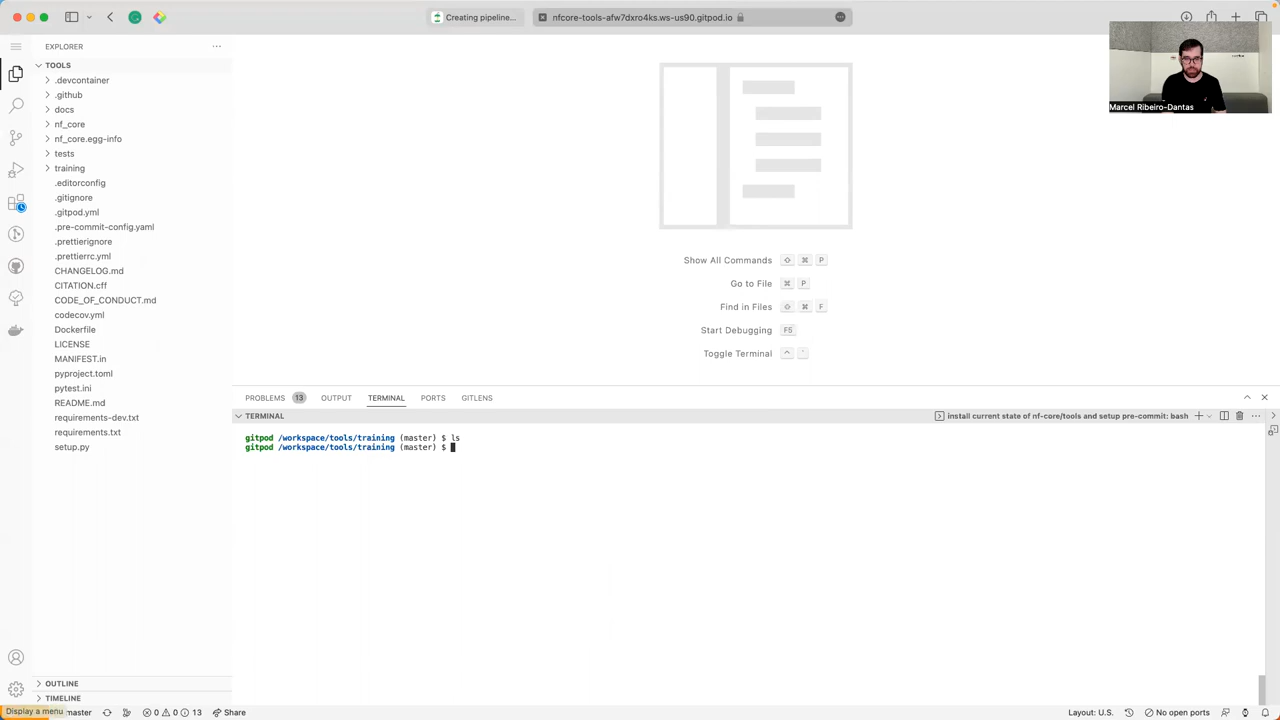 Creating pipeline...
nfcore-tools-afw7dxro4ks.ws-us90.gitpod.io
EXPLORER
TOOLS
.devcontainer
.github
docs
nf_core
nf_core.egg-info
tests
training
.editorconfig
.gitignore
.gitpod.yml
.pre-commit-config.yaml
.prettierignore
.prettierrc.yml
CHANGELOG.md
CITATION.cff
CODE_OF_CONDUCT.md
codecov.yml
Dockerfile
LICENSE
MANIFEST.in
pyproject.toml
pytest.ini
README.md
requirements-dev.txt
requirements.txt
setup.py
OUTLINE
TIMELINE
Marcel Ribeiro-Dantas
Show All Commands ⇧ ⌘ P
Go to File ⌘ P
Find in Files ⇧ ⌘ F
Start Debugging F5
Toggle Terminal ^ `
PROBLEMS 13 OUTPUT TERMINAL PORTS GITLENS
TERMINAL
install current state of nf-core/tools and setup pre-commit: bash
gitpod /workspace/tools/training (master) $ ls
gitpod /workspace/tools/training (master) $
Display a menu master 0 0 13 Share
Layout: U.S. No open ports